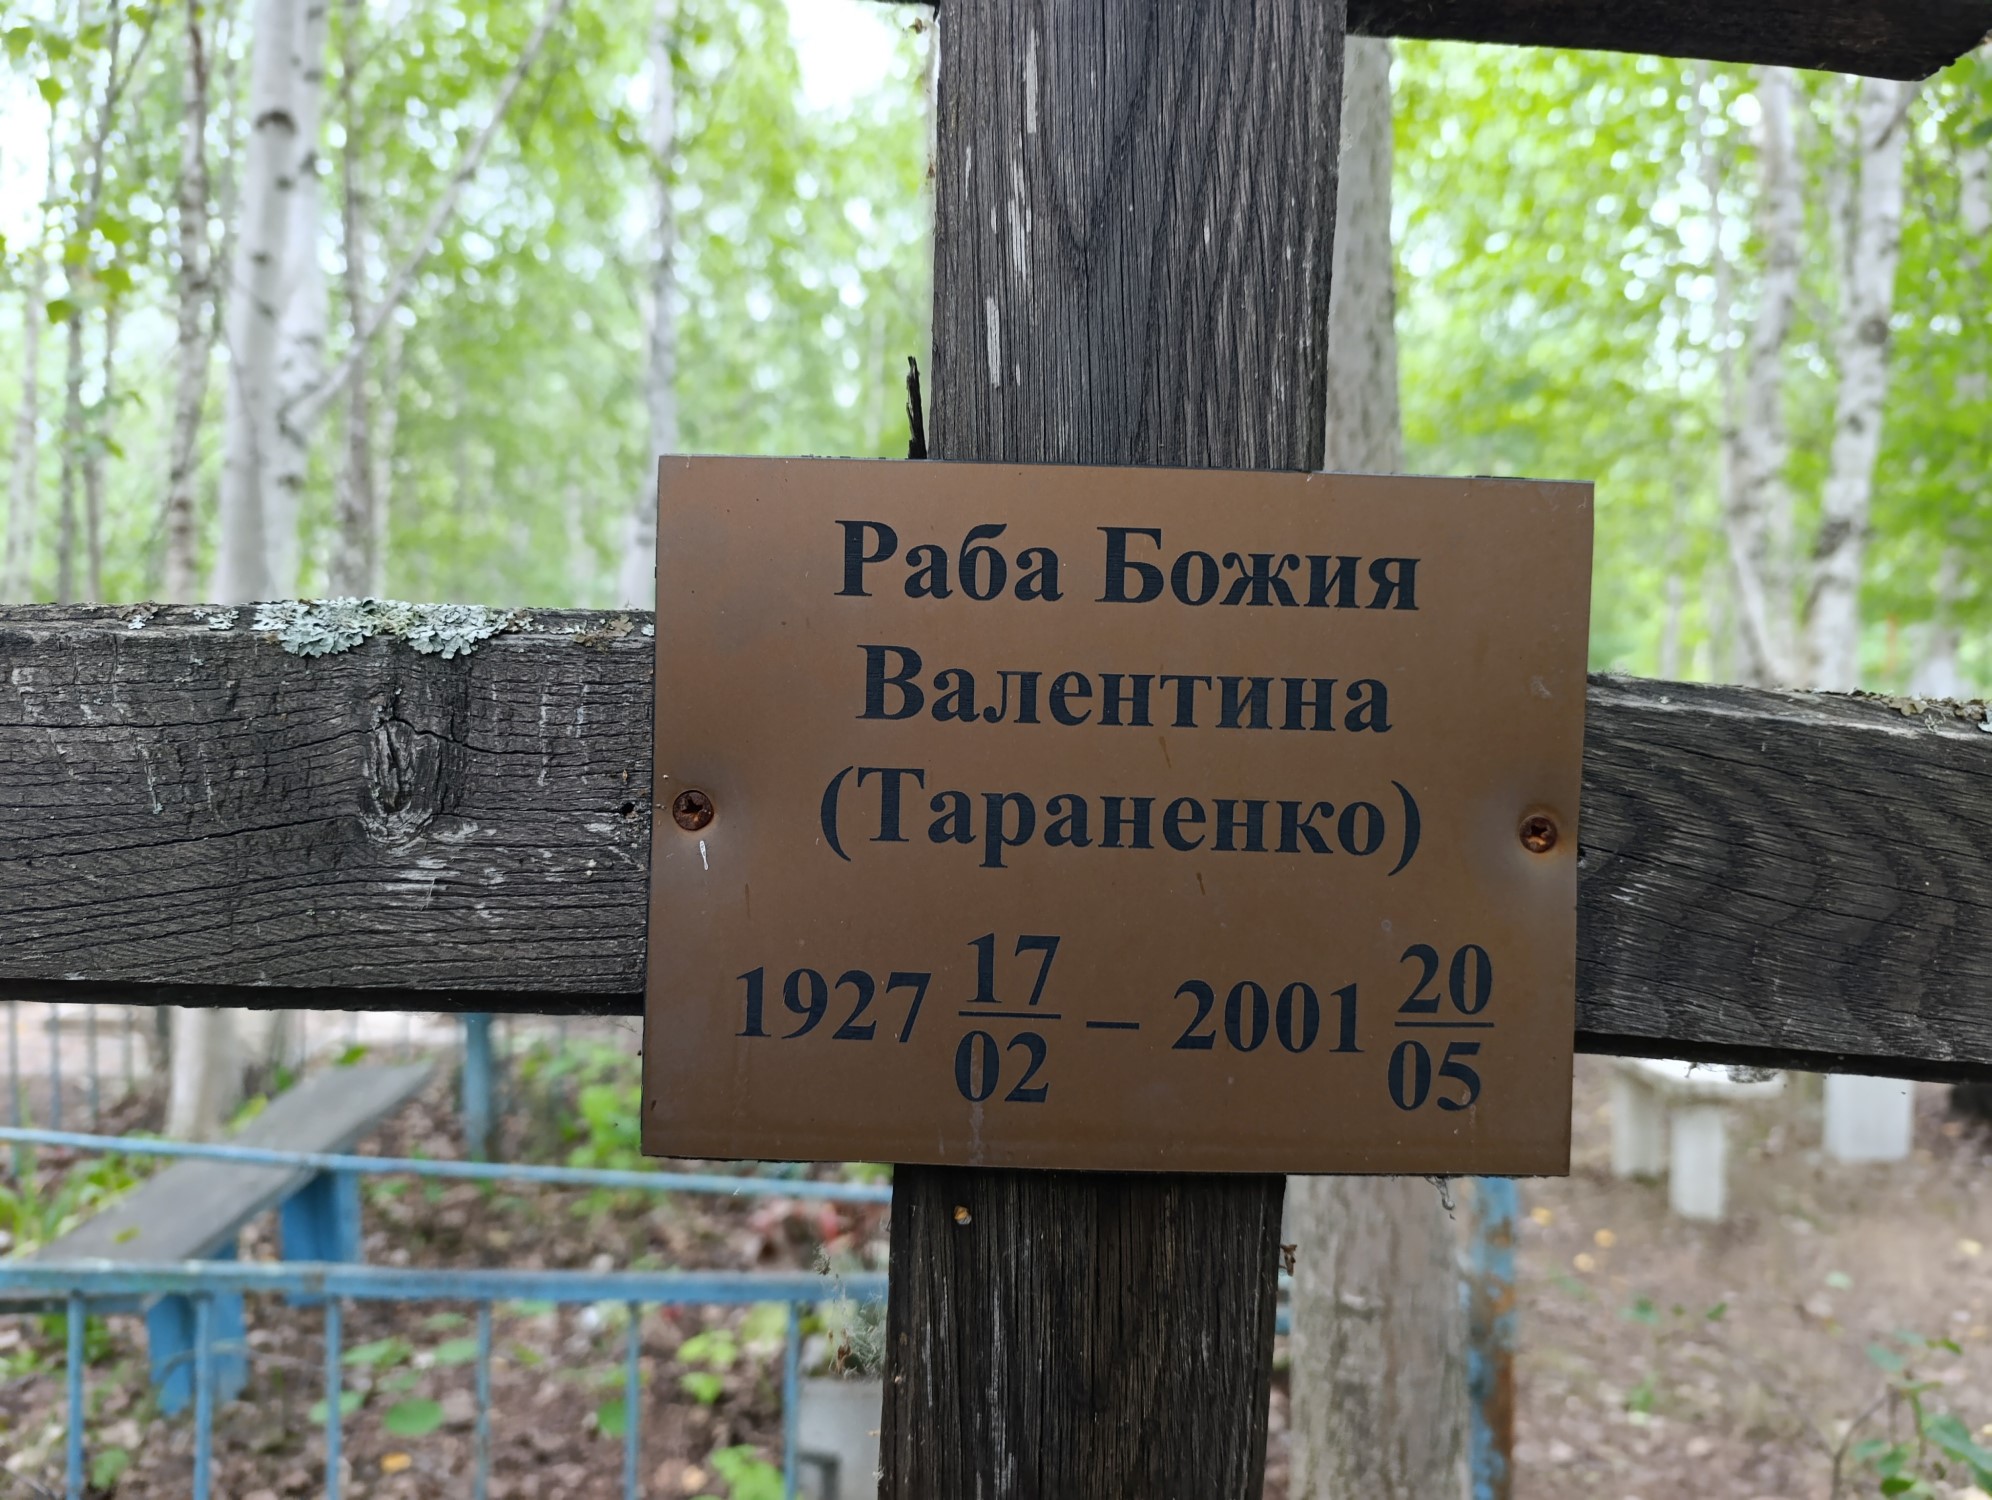 Раба Божия
Валентина
(Тараненко)
1927 17/02 – 2001 20/05